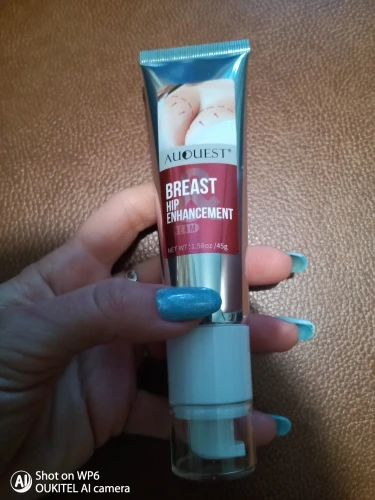 AUQUEST®
&
BREAST
HIP
ENHANCEMENT
NET WT: 1.58oz /45g
Shot on WP6
OUKITEL AI camera